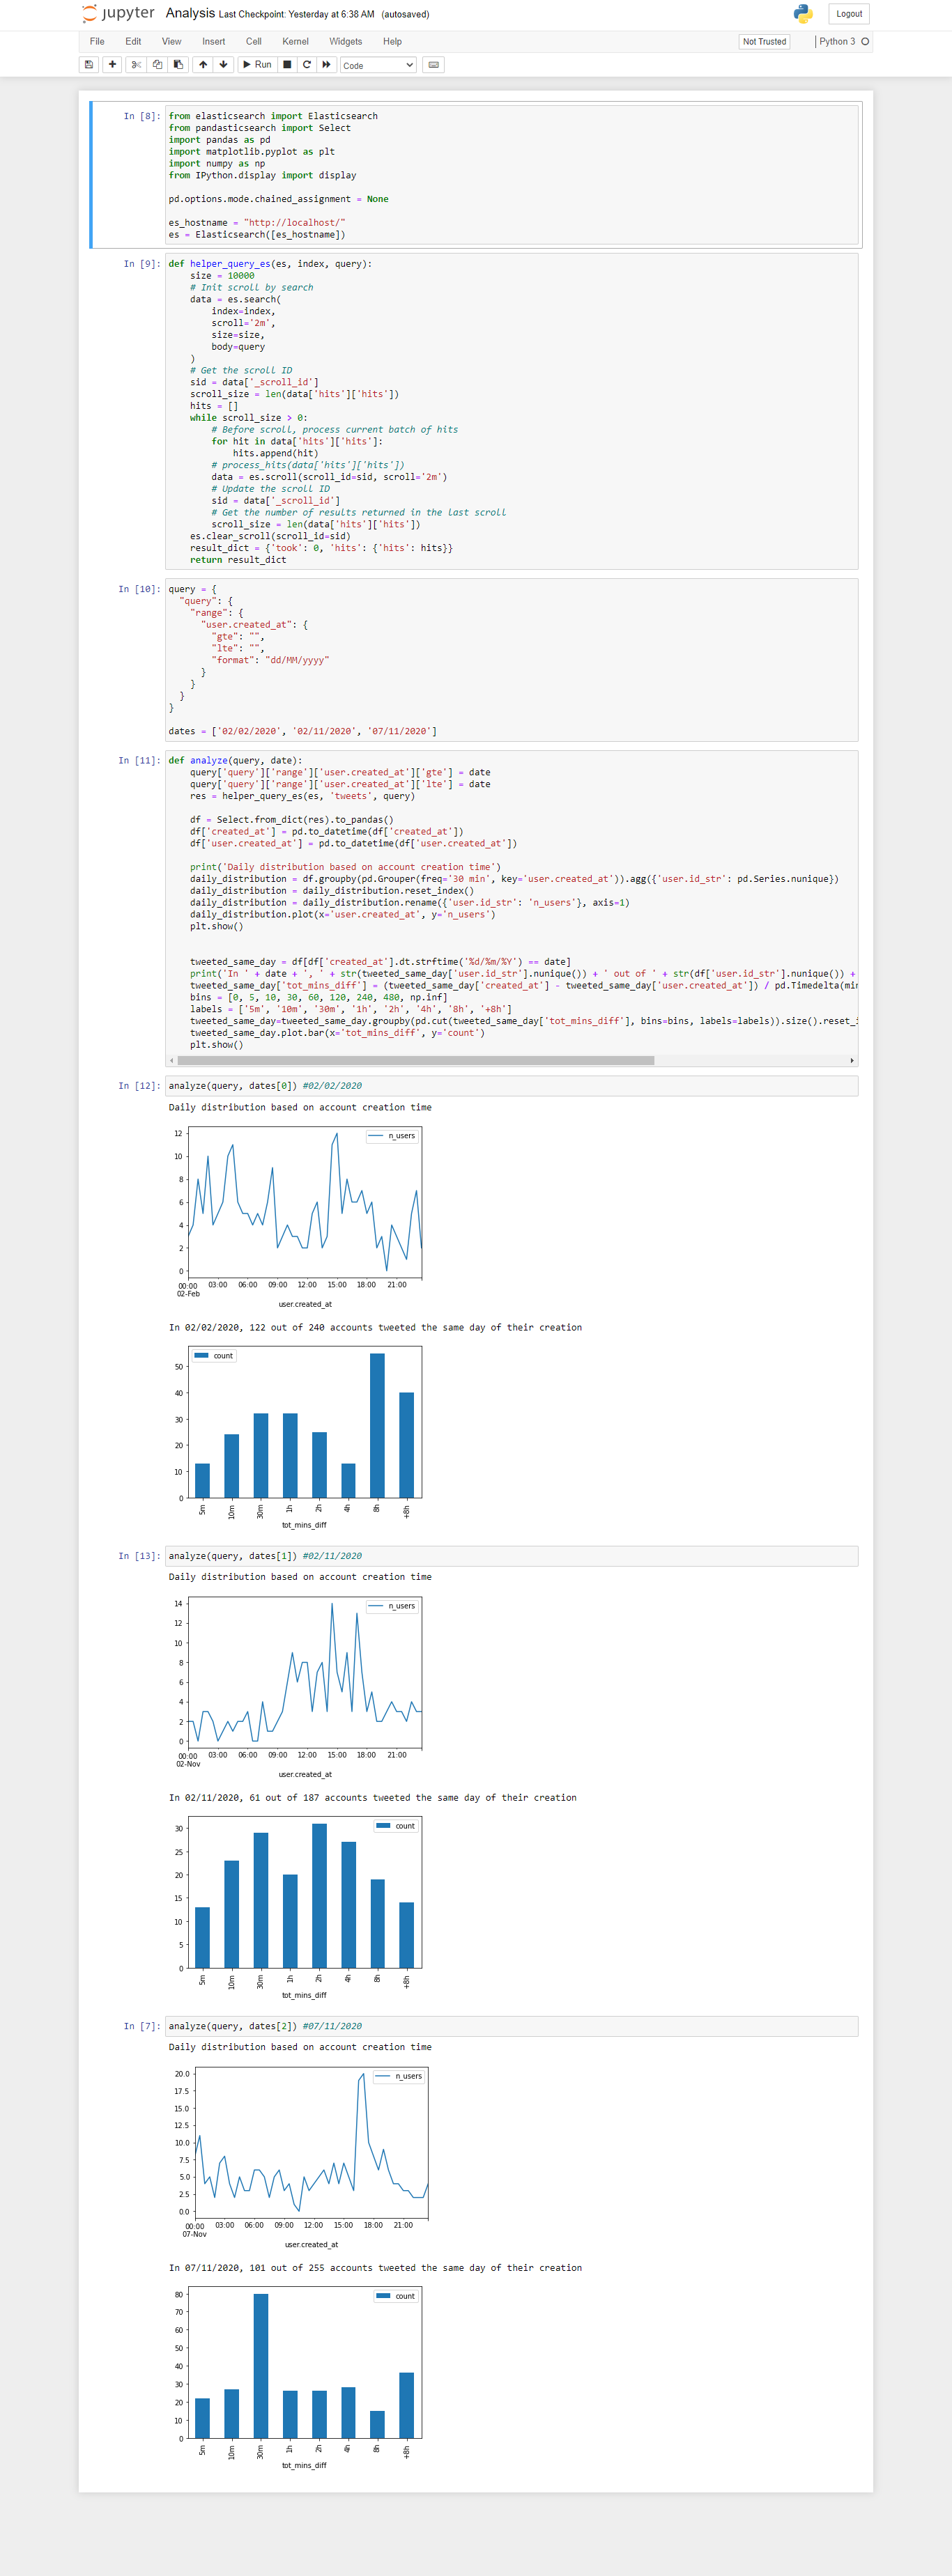 jupyter Analysis Last Checkpoint: Yesterday at 6:38 AM (autosaved) Logout
File Edit View Insert Cell Kernel Widgets Help Not Trusted Python 3
Run Code
In [8]: from elasticsearch import Elasticsearch
from pandasticsearch import Select
import pandas as pd
import matplotlib.pyplot as plt
import numpy as np
from IPython.display import display
pd.options.mode.chained_assignment = None
es_hostname = "http://localhost/"
es = Elasticsearch([es_hostname])
In [9]: def helper_query_es(es, index, query):
size = 10000
# Init scroll by search
data = es.search(
index=index,
scroll='2m',
size=size,
body=query
)
# Get the scroll ID
sid = data['_scroll_id']
scroll_size = len(data['hits']['hits'])
hits = []
while scroll_size > 0:
# Before scroll, process current batch of hits
for hit in data['hits']['hits']:
hits.append(hit)
# process_hits(data['hits']['hits'])
data = es.scroll(scroll_id=sid, scroll='2m')
# Update the scroll ID
sid = data['_scroll_id']
# Get the number of results returned in the last scroll
scroll_size = len(data['hits']['hits'])
es.clear_scroll(scroll_id=sid)
result_dict = {'took': 0, 'hits': {'hits': hits}}
return result_dict
In [10]: query = {
"query": {
"range": {
"user.created_at": {
"gte": "",
"lte": "",
"format": "dd/MM/yyyy"
}
}
}
}
dates = ['02/02/2020', '02/11/2020', '07/11/2020']
In [11]: def analyze(query, date):
query['query']['range']['user.created_at']['gte'] = date
query['query']['range']['user.created_at']['lte'] = date
res = helper_query_es(es, 'tweets', query)
df = Select.from_dict(res).to_pandas()
df['created_at'] = pd.to_datetime(df['created_at'])
df['user.created_at'] = pd.to_datetime(df['user.created_at'])
print('Daily distribution based on account creation time')
daily_distribution = df.groupby(pd.Grouper(freq='30 min', key='user.created_at')).agg({'user.id_str': pd.Series.nunique})
daily_distribution = daily_distribution.reset_index()
daily_distribution = daily_distribution.rename({'user.id_str': 'n_users'}, axis=1)
daily_distribution.plot(x='user.created_at', y='n_users')
plt.show()
tweeted_same_day = df[df['created_at'].dt.strftime('%d/%m/%Y') == date]
print('In ' + date + ', ' + str(tweeted_same_day['user.id_str'].nunique()) + ' out of ' + str(df['user.id_str'].nunique()) +
tweeted_same_day['tot_mins_diff'] = (tweeted_same_day['created_at'] - tweeted_same_day['user.created_at']) / pd.Timedelta(mi
bins = [0, 5, 10, 30, 60, 120, 240, 480, np.inf]
labels = ['5m', '10m', '30m', '1h', '2h', '4h', '8h', '+8h']
tweeted_same_day=tweeted_same_day.groupby(pd.cut(tweeted_same_day['tot_mins_diff'], bins=bins, labels=labels)).size().reset_
tweeted_same_day.plot.bar(x='tot_mins_diff', y='count')
plt.show()
In [12]: analyze(query, dates[0]) #02/02/2020
Daily distribution based on account creation time
n_users
12
10
8
6
4
2
0
00:00 03:00 06:00 09:00 12:00 15:00 18:00 21:00
02-Feb
user.created_at
In 02/02/2020, 122 out of 240 accounts tweeted the same day of their creation
count
50
40
30
20
10
0
5m 10m 30m 1h 2h 4h 8h +8h
tot_mins_diff
In [13]: analyze(query, dates[1]) #02/11/2020
Daily distribution based on account creation time
n_users
14
12
10
8
6
4
2
0
00:00 03:00 06:00 09:00 12:00 15:00 18:00 21:00
02-Nov
user.created_at
In 02/11/2020, 61 out of 187 accounts tweeted the same day of their creation
count
30
25
20
15
10
5
0
5m 10m 30m 1h 2h 4h 8h +8h
tot_mins_diff
In [7]: analyze(query, dates[2]) #07/11/2020
Daily distribution based on account creation time
n_users
20.0
17.5
15.0
12.5
10.0
7.5
5.0
2.5
0.0
00:00 03:00 06:00 09:00 12:00 15:00 18:00 21:00
07-Nov
user.created_at
In 07/11/2020, 101 out of 255 accounts tweeted the same day of their creation
count
80
70
60
50
40
30
20
10
0
5m 10m 30m 1h 2h 4h 8h +8h
tot_mins_diff